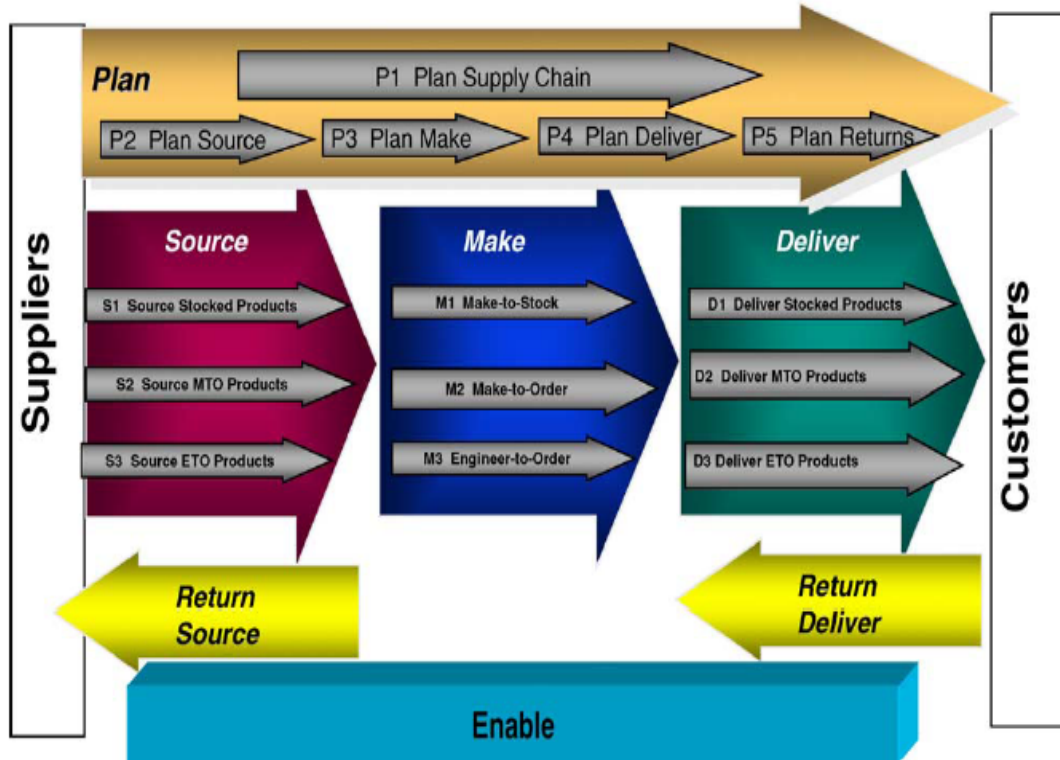 Suppliers
Plan
P1 Plan Supply Chain
P2 Plan Source
P3 Plan Make
P4 Plan Deliver
P5 Plan Returns
Source
S1 Source Stocked Products
S2 Source MTO Products
S3 Source ETO Products
Make
M1 Make-to-Stock
M2 Make-to-Order
M3 Engineer-to-Order
Deliver
D1 Deliver Stocked Products
D2 Deliver MTO Products
D3 Deliver ETO Products
Customers
Return
Source
Return
Deliver
Enable